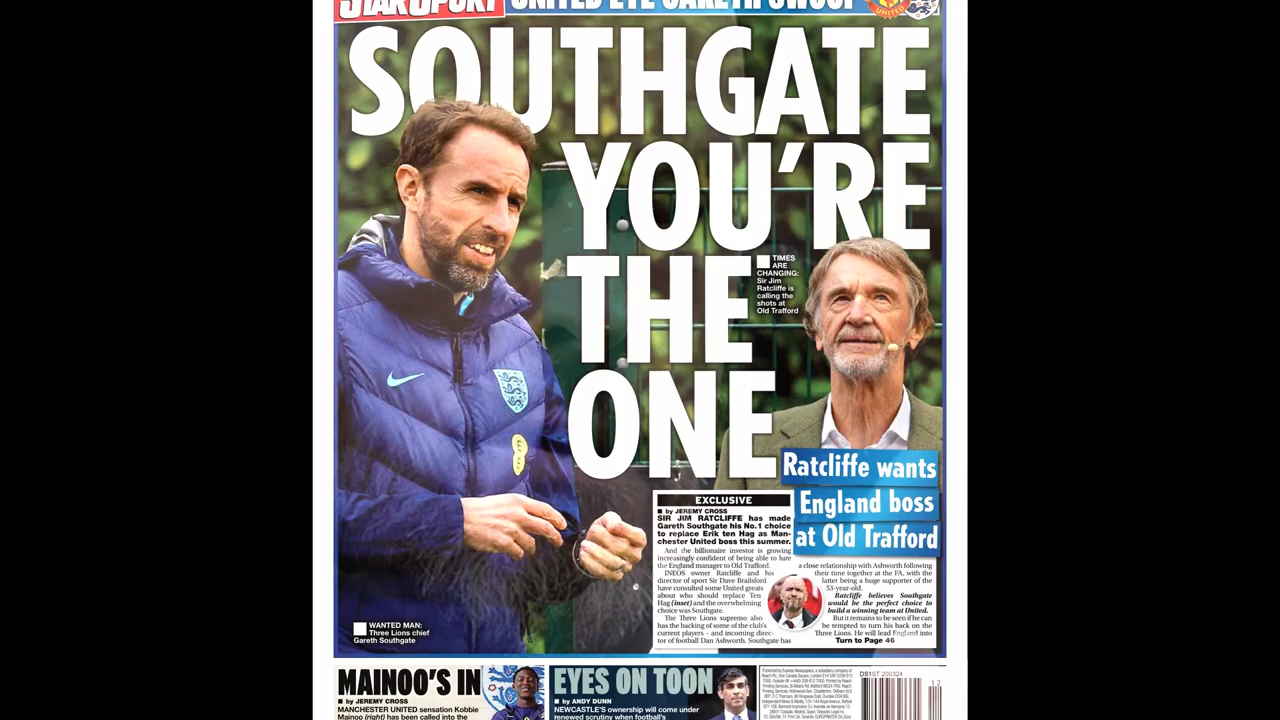 STAR SPORT UNITED EYE GARETH SWOOP
SOUTHGATE
YOU'RE
THE
ONE
TIMES
ARE
CHANGING:
Sir Jim
Ratcliffe is
calling the
shots at
Old Trafford
Ratcliffe wants
England boss
at Old Trafford
EXCLUSIVE
■ by JEREMY CROSS
SIR JIM RATCLIFFE has made
Gareth Southgate his No.1 choice
to replace Erik ten Hag as Man-
chester United boss this summer.
And the billionaire investor is growing
increasingly confident of being able to lure
the England manager to Old Trafford.
INEOS owner Ratcliffe and his
director of sport Sir Dave Brailsford
have consulted some United greats
about who should replace Ten
Hag (inset) and the overwhelming
choice was Southgate.
The Three Lions supremo also
has the backing of some of the club's
current players – and incoming direc-
tor of football Dan Ashworth. Southgate has
a close relationship with Ashworth following
their time together at the FA, with the
latter being a huge supporter of the
53-year-old.
Ratcliffe believes Southgate
would be the perfect choice to
build a winning team at United.
But it remains to be seen if he can
be tempted to turn his back on the
Three Lions. He will lead England into
Turn to Page 46
WANTED MAN:
Three Lions chief
Gareth Southgate
MAINOO'S IN
■ by JEREMY CROSS
MANCHESTER UNITED sensation Kobbie
Mainoo (right) has been called into the
EYES ON TOON
■ by ANDY DUNN
NEWCASTLE'S ownership will come under
renewed scrutiny when football's
DS1ST 200324
1 2